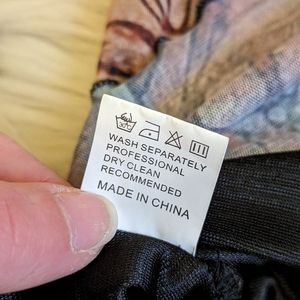 WASH SEPARATELY
PROFESSIONAL
DRY CLEAN
RECOMMENDED
MADE IN CHINA